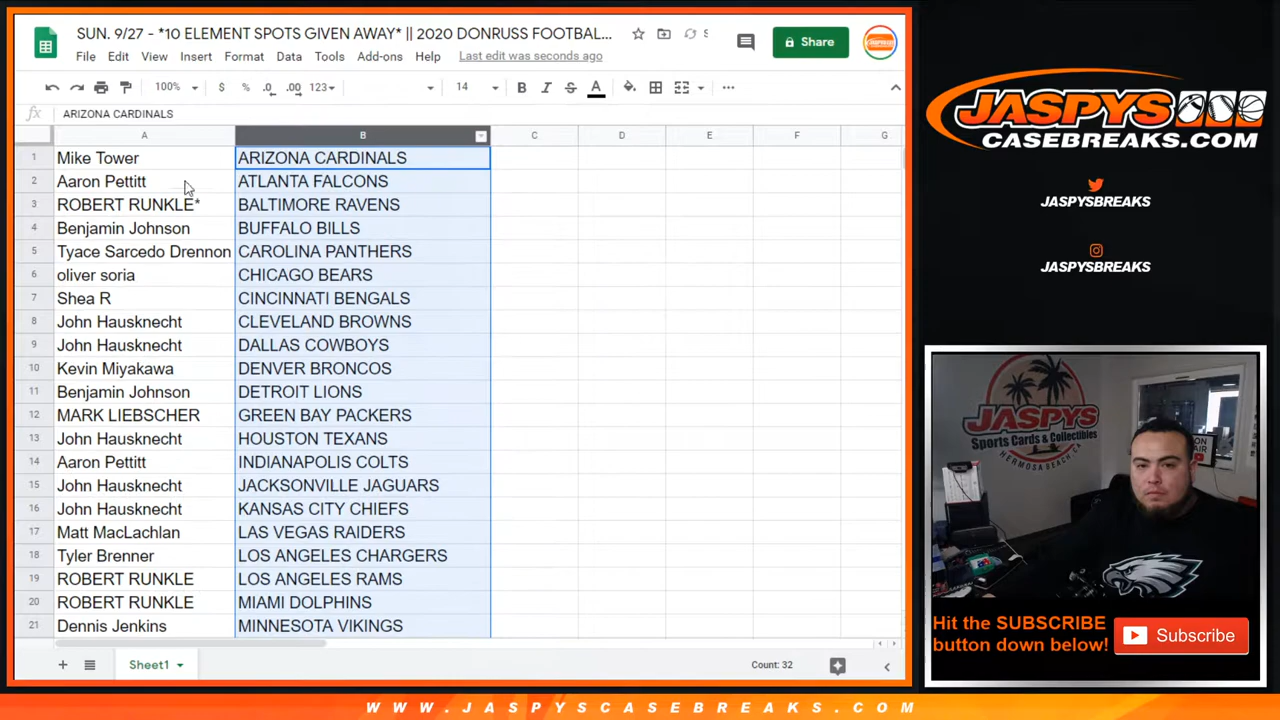 SUN. 9/27 - *10 ELEMENT SPOTS GIVEN AWAY* || 2020 DONRUSS FOOTBAL...
File Edit View Insert Format Data Tools Add-ons Help Last edit was seconds ago
Share
100% $ % .0 .00 123 14 B I S A
fx ARIZONA CARDINALS
A B C D E F G
1 Mike Tower ARIZONA CARDINALS
2 Aaron Pettitt ATLANTA FALCONS
3 ROBERT RUNKLE* BALTIMORE RAVENS
4 Benjamin Johnson BUFFALO BILLS
5 Tyace Sarcedo Drennon CAROLINA PANTHERS
6 oliver soria CHICAGO BEARS
7 Shea R CINCINNATI BENGALS
8 John Hausknecht CLEVELAND BROWNS
9 John Hausknecht DALLAS COWBOYS
10 Kevin Miyakawa DENVER BRONCOS
11 Benjamin Johnson DETROIT LIONS
12 MARK LIEBSCHER GREEN BAY PACKERS
13 John Hausknecht HOUSTON TEXANS
14 Aaron Pettitt INDIANAPOLIS COLTS
15 John Hausknecht JACKSONVILLE JAGUARS
16 John Hausknecht KANSAS CITY CHIEFS
17 Matt MacLachlan LAS VEGAS RAIDERS
18 Tyler Brenner LOS ANGELES CHARGERS
19 ROBERT RUNKLE LOS ANGELES RAMS
20 ROBERT RUNKLE MIAMI DOLPHINS
21 Dennis Jenkins MINNESOTA VIKINGS
Sheet1 Count: 32
JASPYS
CASEBREAKS.COM
JASPYSBREAKS
JASPYSBREAKS
JASPYS
Sports Cards & Collectibles
HERMOSA BEACH, CA
Hit the SUBSCRIBE
button down below!
Subscribe
WWW.JASPYSCASEBREAKS.COM